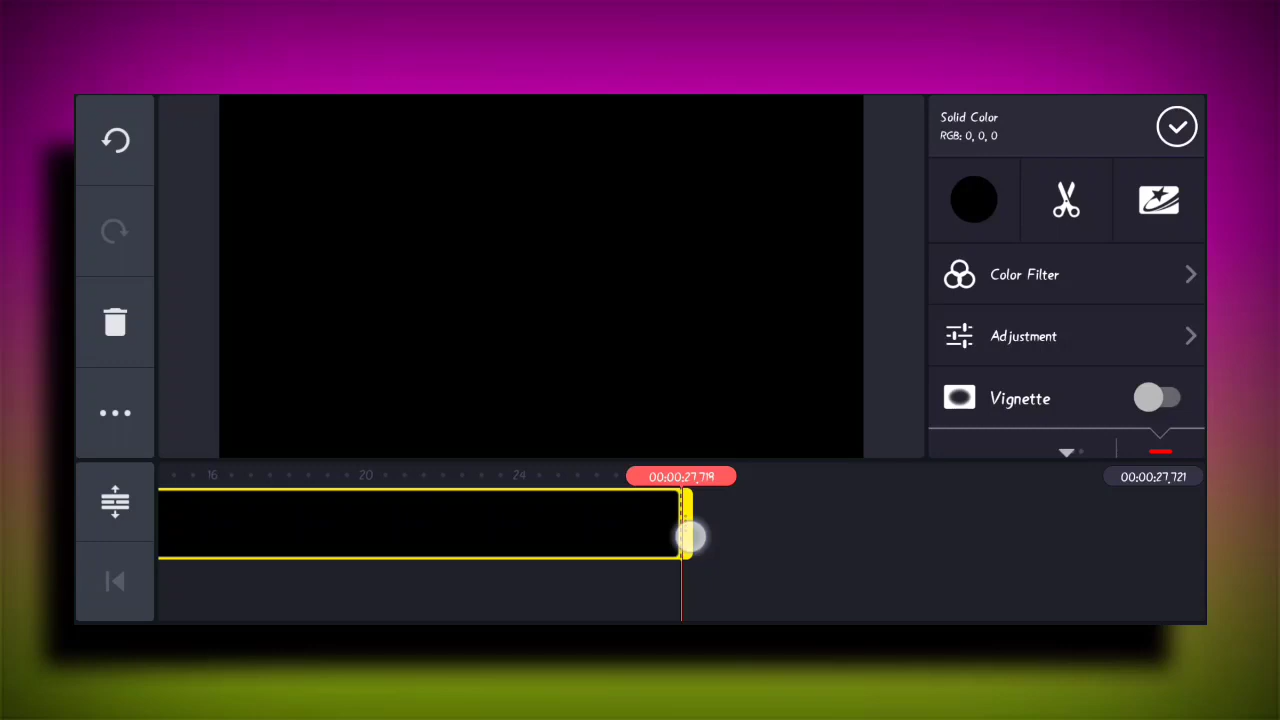 Solid Color
RGB: 0, 0, 0
Color Filter
Adjustment
Vignette
16
20
24
00:00:27,719
00:00:27,721